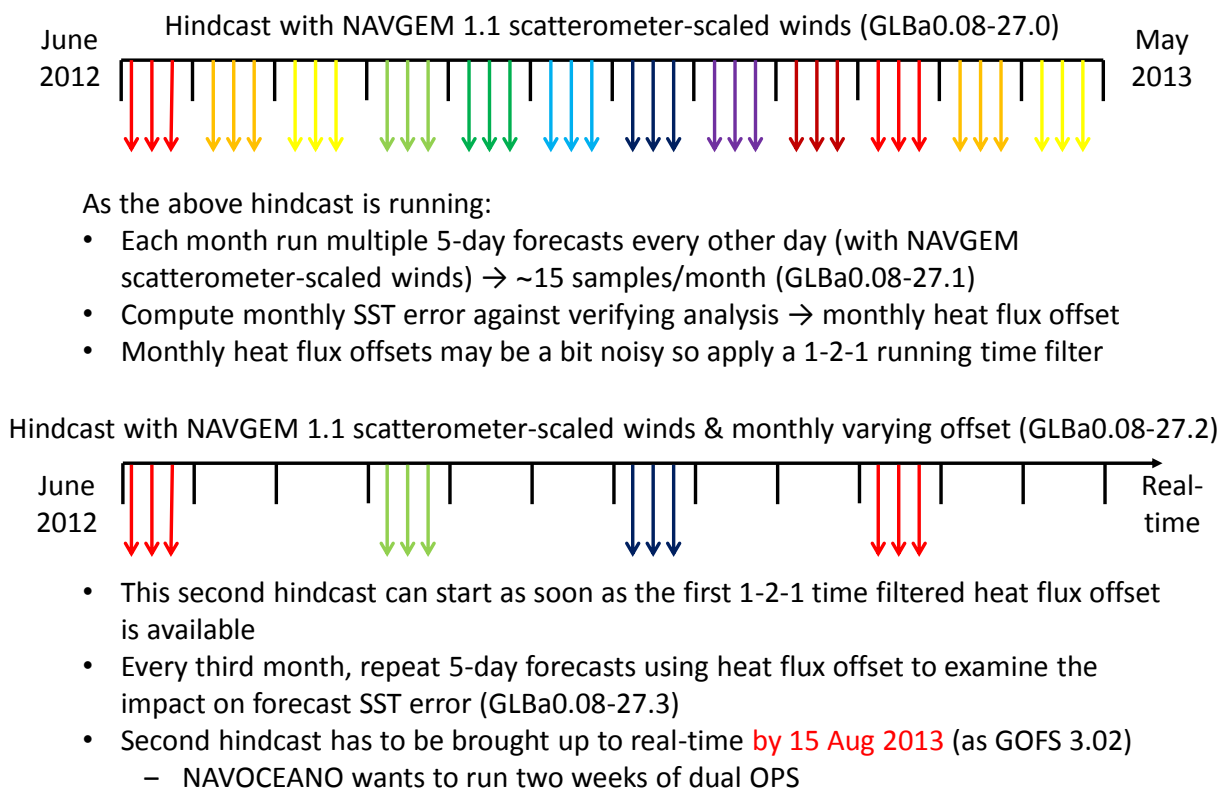 Hindcast with NAVGEM 1.1 scatterometer-scaled winds (GLBa0.08-27.0)
June
2012
May
2013
As the above hindcast is running:
• Each month run multiple 5-day forecasts every other day (with NAVGEM
scatterometer-scaled winds) → ~15 samples/month (GLBa0.08-27.1)
• Compute monthly SST error against verifying analysis → monthly heat flux offset
• Monthly heat flux offsets may be a bit noisy so apply a 1-2-1 running time filter
Hindcast with NAVGEM 1.1 scatterometer-scaled winds & monthly varying offset (GLBa0.08-27.2)
June
2012
Real-
time
• This second hindcast can start as soon as the first 1-2-1 time filtered heat flux offset
is available
• Every third month, repeat 5-day forecasts using heat flux offset to examine the
impact on forecast SST error (GLBa0.08-27.3)
• Second hindcast has to be brought up to real-time by 15 Aug 2013 (as GOFS 3.02)
– NAVOCEANO wants to run two weeks of dual OPS